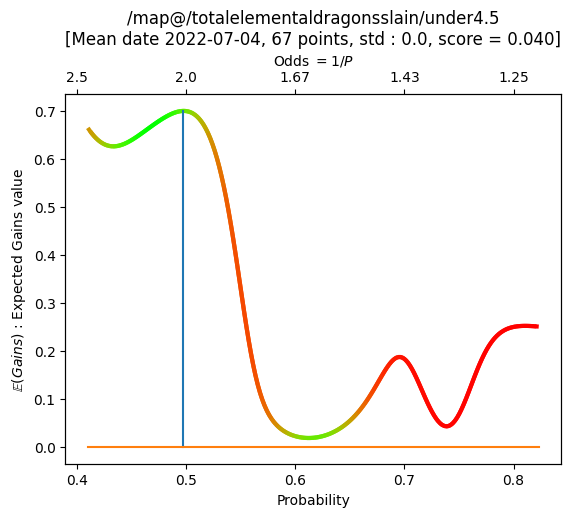 /map@/totalelementaldragonsslain/under4.5
[Mean date 2022-07-04, 67 points, std : 0.0, score = 0.040]
Odds = 1/P
2.5 2.0 1.67 1.43 1.25
0.7
0.6
0.5
0.4
0.3
0.2
0.1
0.0
𝔼(Gains) : Expected Gains value
0.4 0.5 0.6 0.7 0.8
Probability